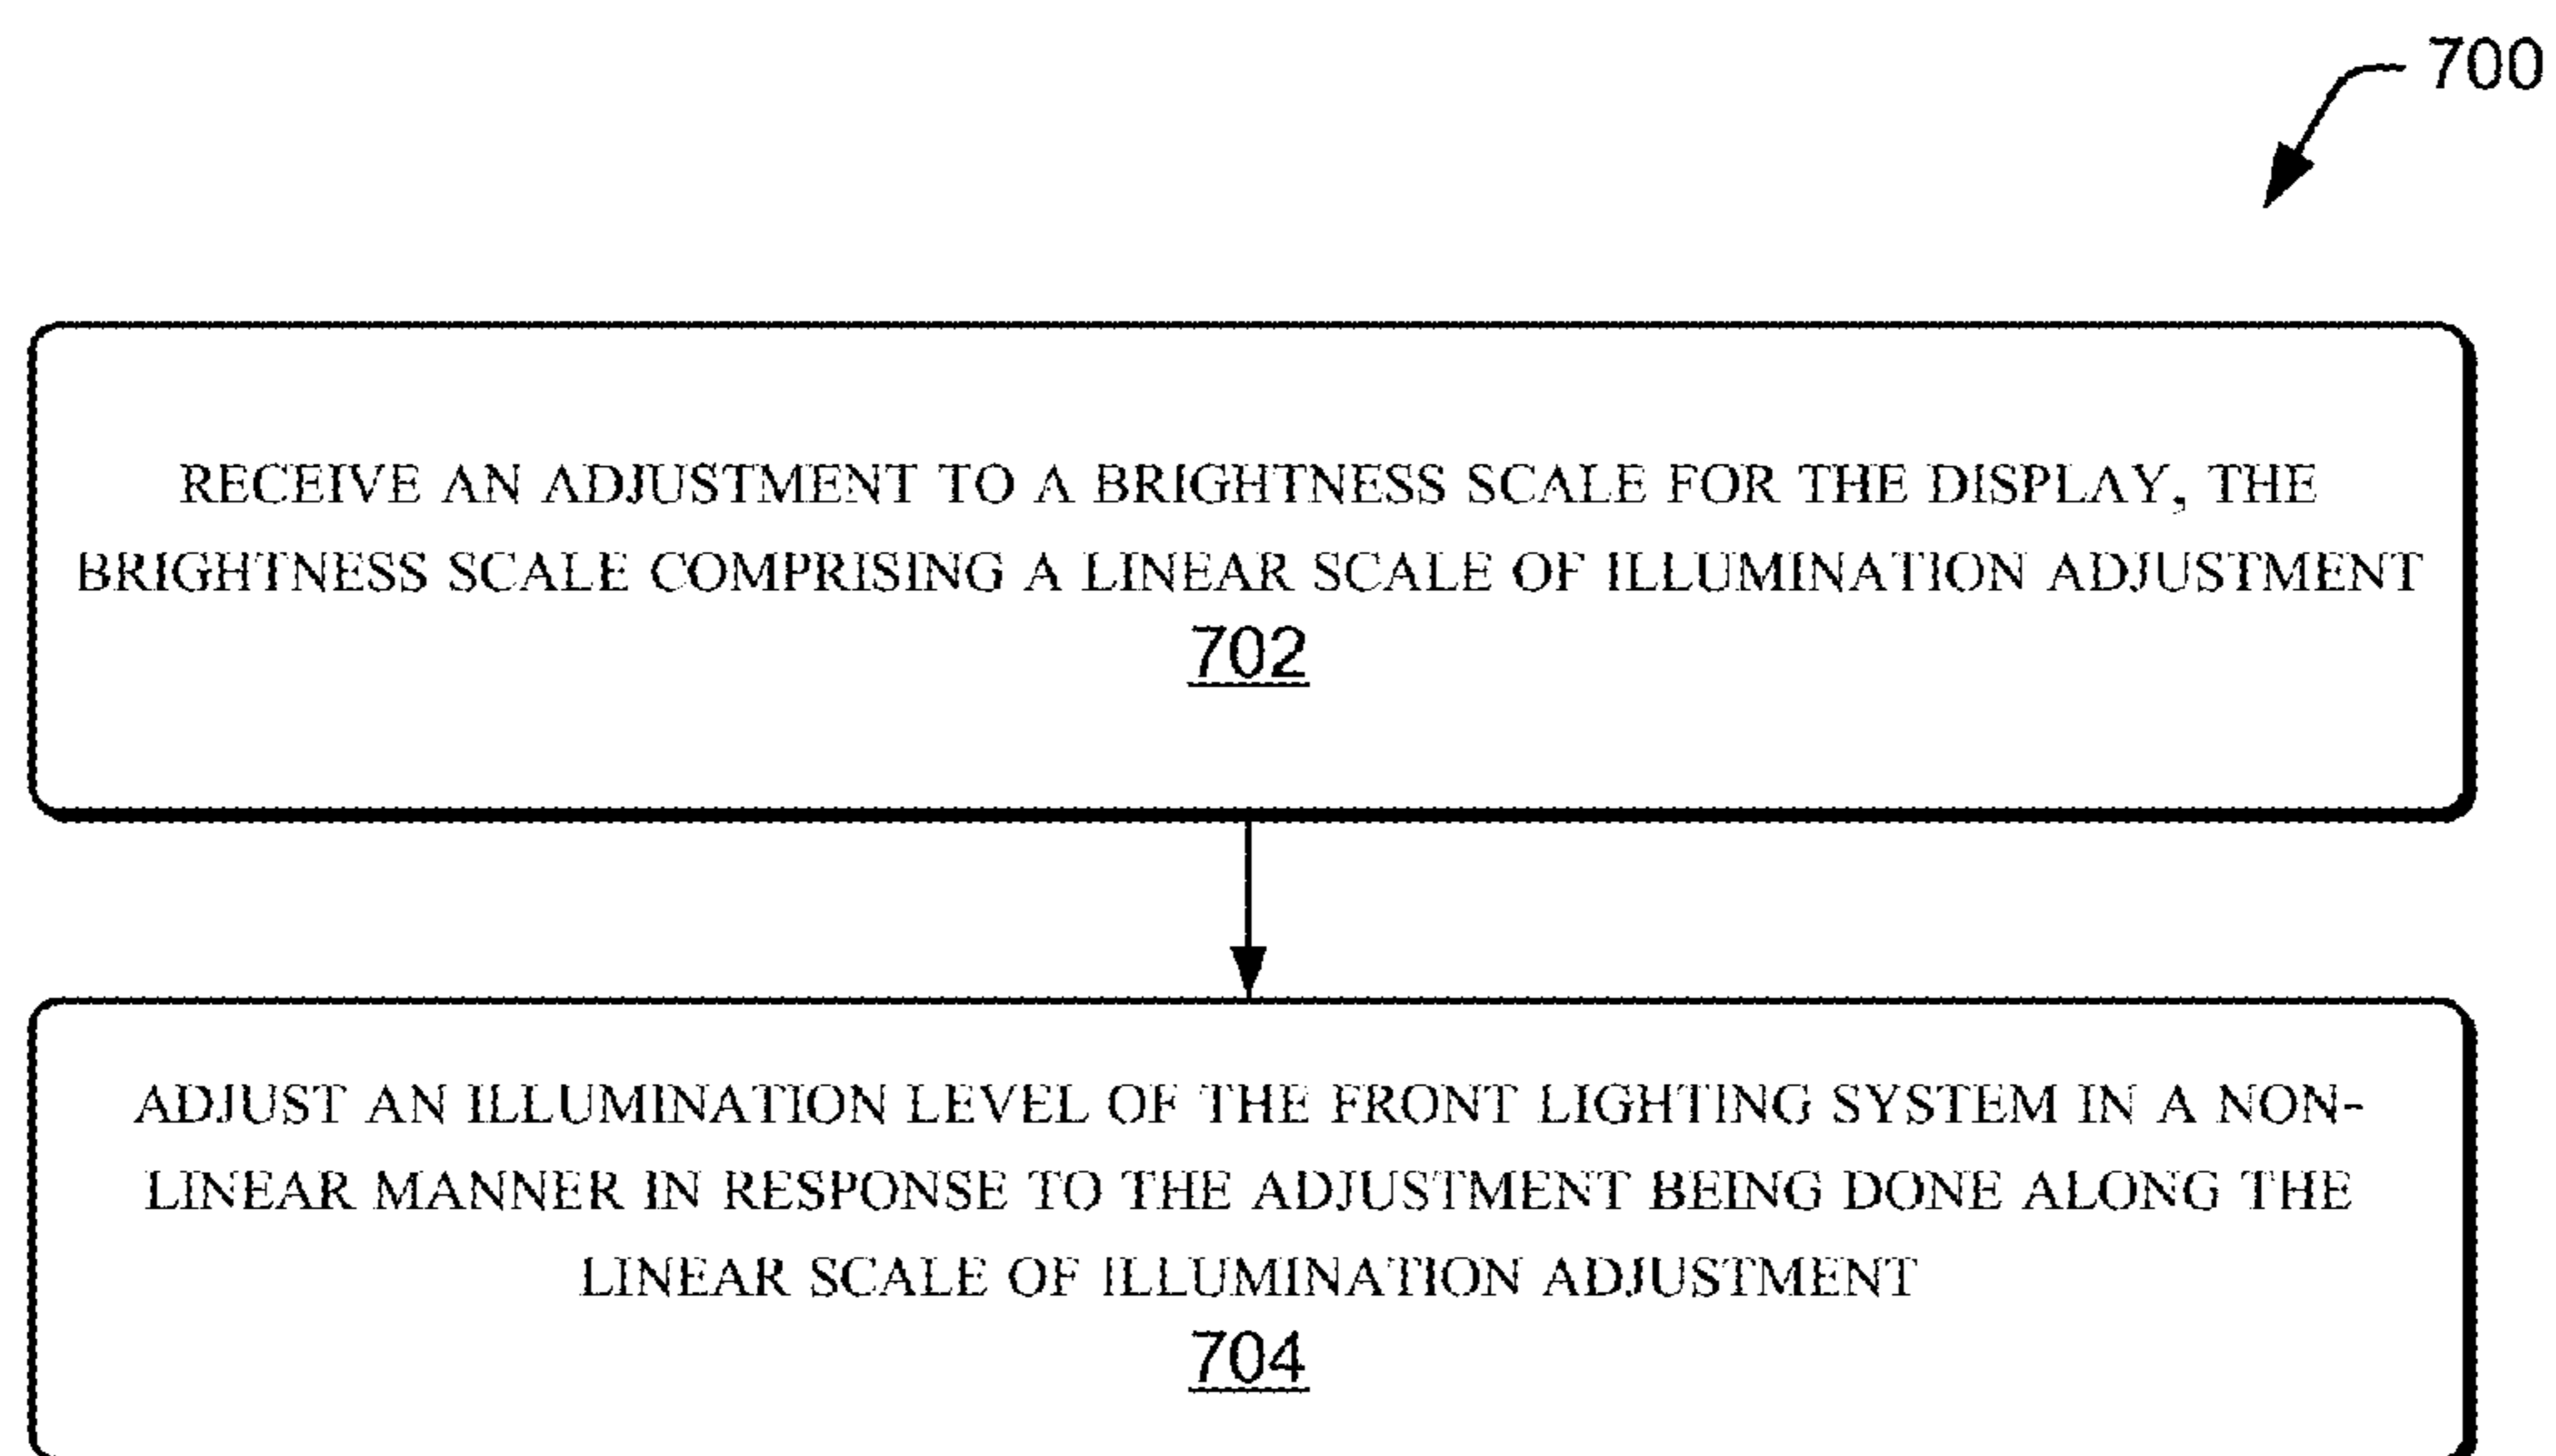 700
RECEIVE AN ADJUSTMENT TO A BRIGHTNESS SCALE FOR THE DISPLAY, THE
BRIGHTNESS SCALE COMPRISING A LINEAR SCALE OF ILLUMINATION ADJUSTMENT
702
ADJUST AN ILLUMINATION LEVEL OF THE FRONT LIGHTING SYSTEM IN A NON-
LINEAR MANNER IN RESPONSE TO THE ADJUSTMENT BEING DONE ALONG THE
LINEAR SCALE OF ILLUMINATION ADJUSTMENT
704